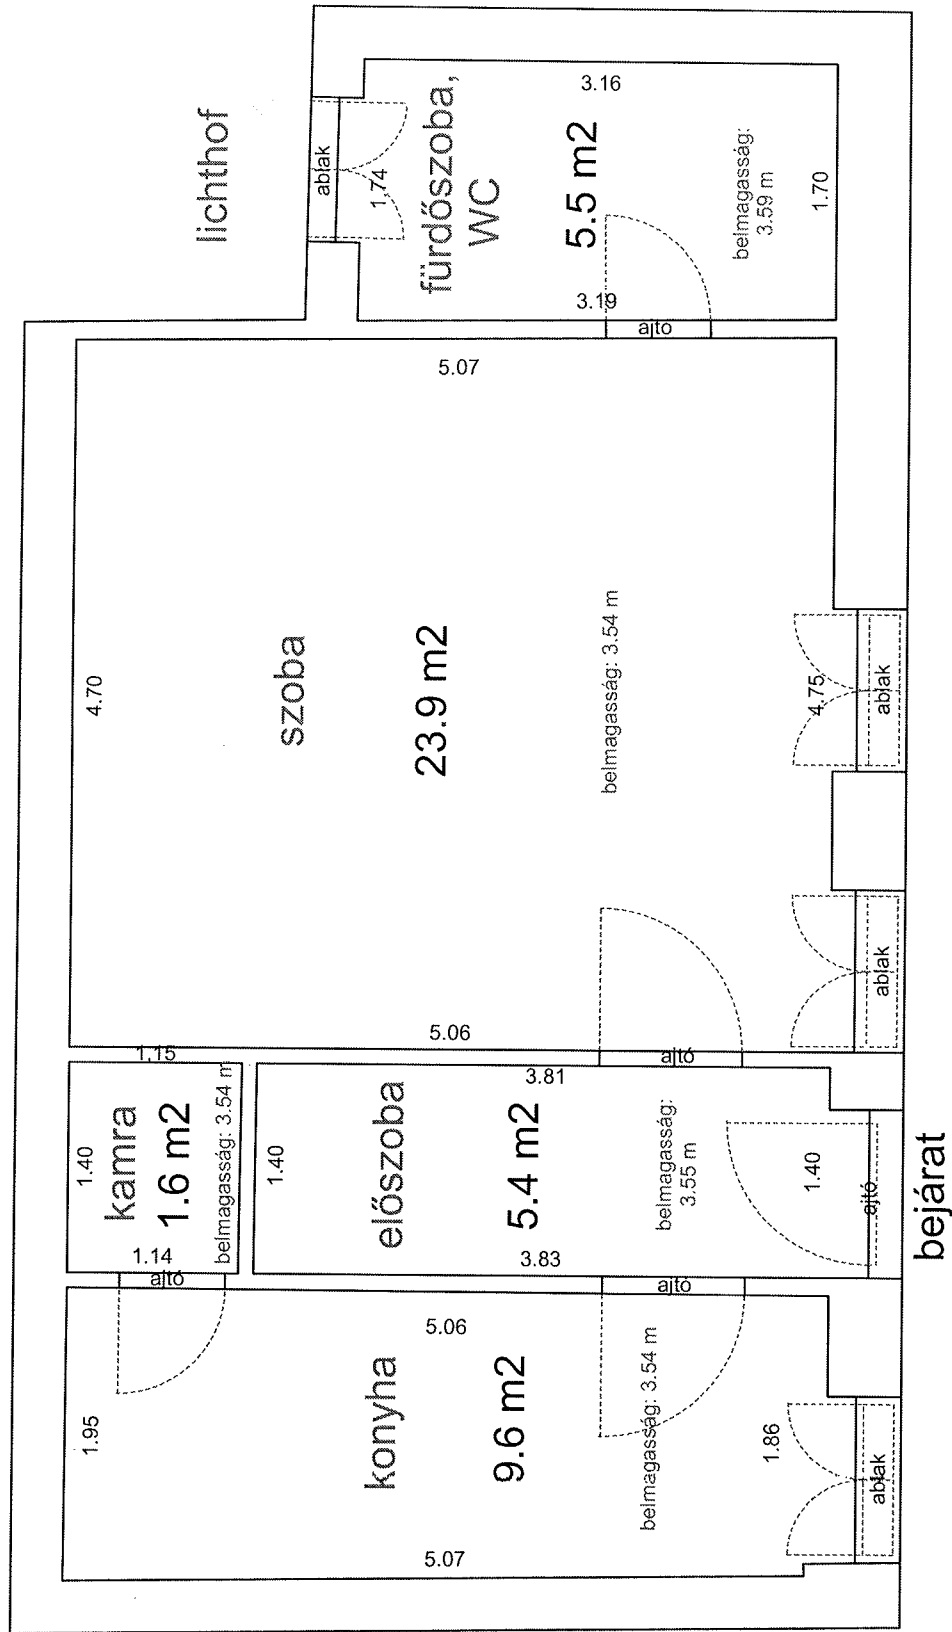 lichthof
ablak
1.74
fürdőszoba,
WC
3.16
5.5 m2
belmagasság:
3.59 m
1.70
3.19
ajtó
5.07
4.70
szoba
23.9 m2
belmagasság: 3.54 m
4.75
ablak
ablak
5.06
ajtó
1.15
1.40
kamra
1.6 m2
belmagasság: 3.54 m
1.14
ajtó
1.40
előszoba
3.81
5.4 m2
3.83
belmagasság:
3.55 m
1.40
ajtó
bejárat
ajtó
5.06
1.95
konyha
9.6 m2
belmagasság: 3.54 m
1.86
ablak
5.07